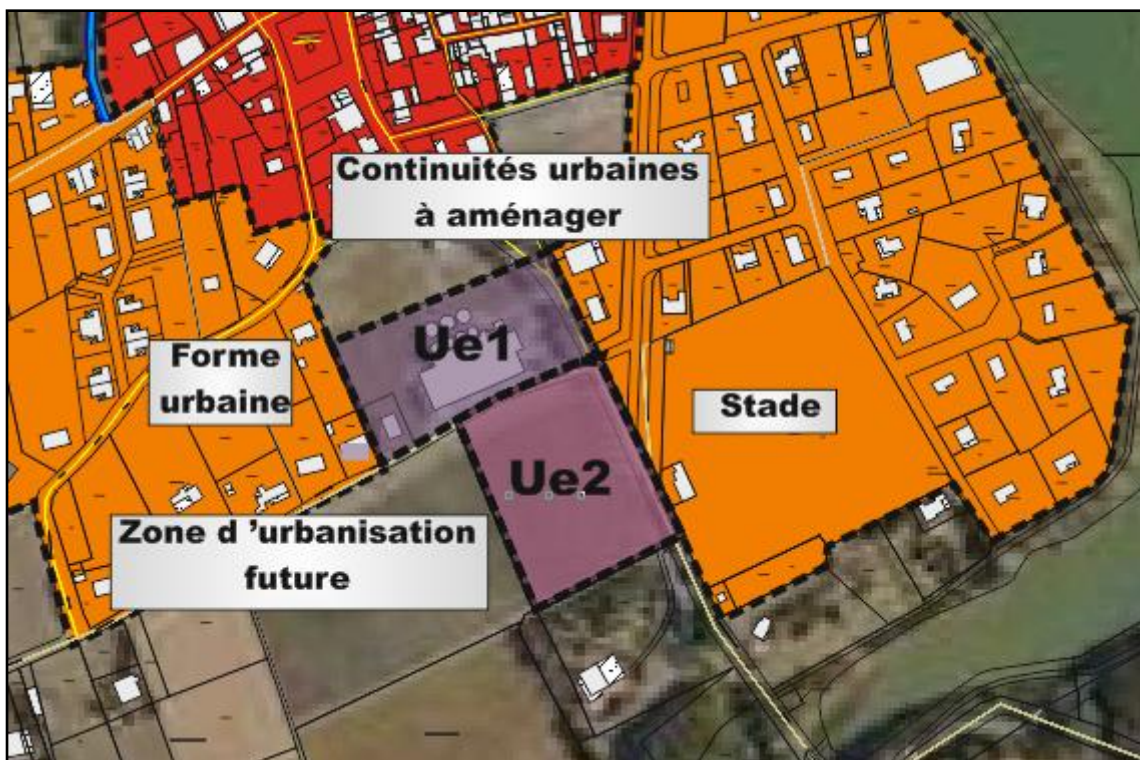 Continuités urbaines
à aménager
Ue1
Forme
urbaine
Stade
Ue2
Zone d ’urbanisation
future